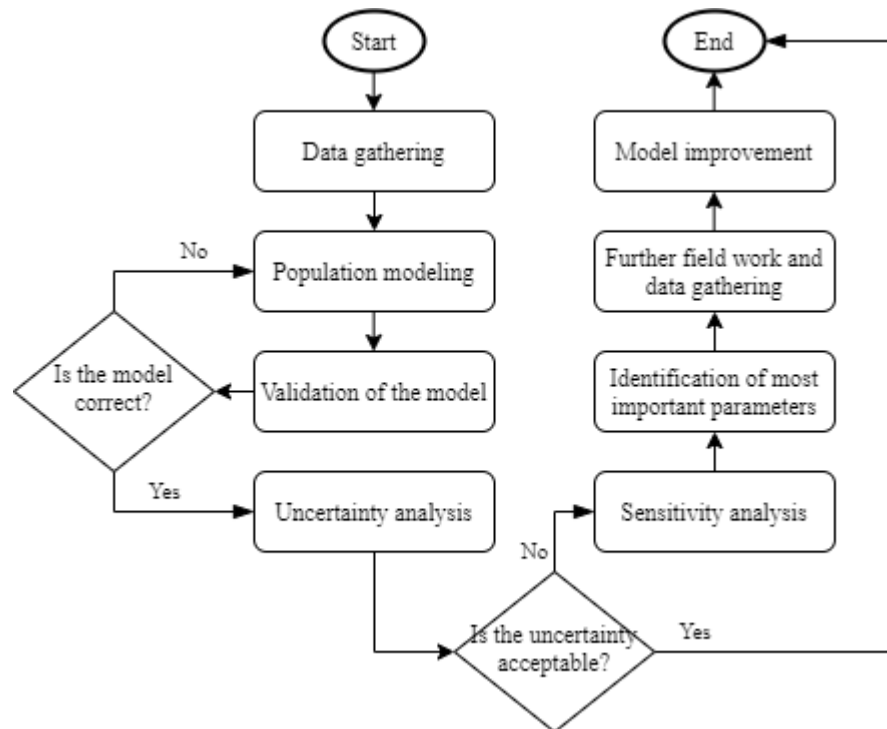 Start
Data gathering
No
Population modeling
Is the model
correct?
Validation of the model
Yes
Uncertainty analysis
Is the uncertainty
acceptable?
No
Yes
Sensitivity analysis
Identification of most
important parameters
Further field work and
data gathering
Model improvement
End